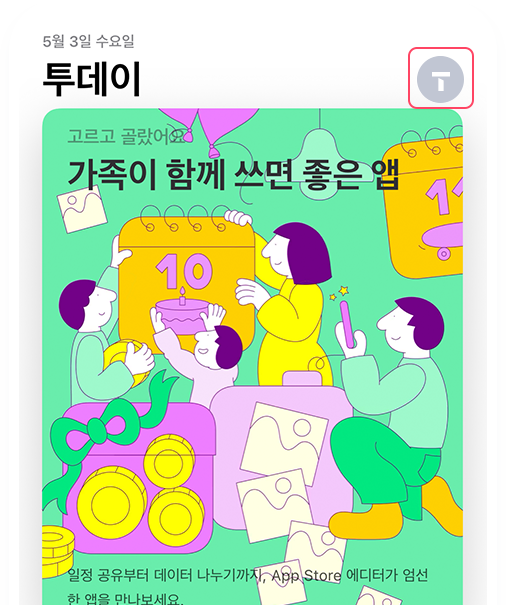 5월 3일 수요일
투데이
T
고르고 골랐어요
가족이 함께 쓰면 좋은 앱
11
10
일정 공유부터 데이터 나누기까지, App Store 에디터가 엄선
한 앱을 만나보세요.